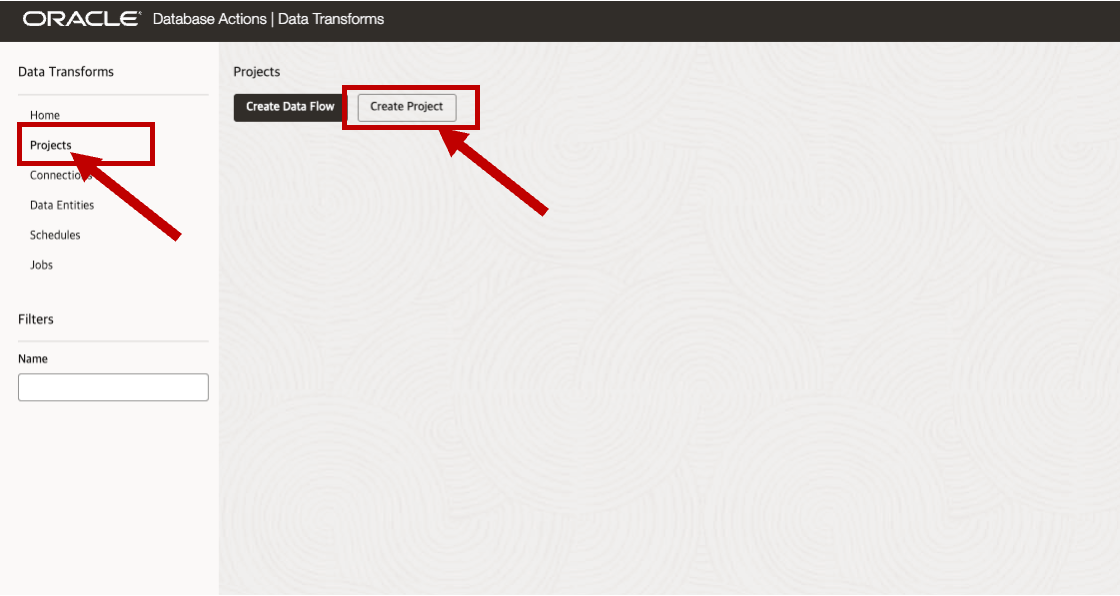 ORACLE Database Actions | Data Transforms
Data Transforms
Home
Projects
Connections
Data Entities
Schedules
Jobs
Filters
Name
Projects
Create Data Flow Create Project